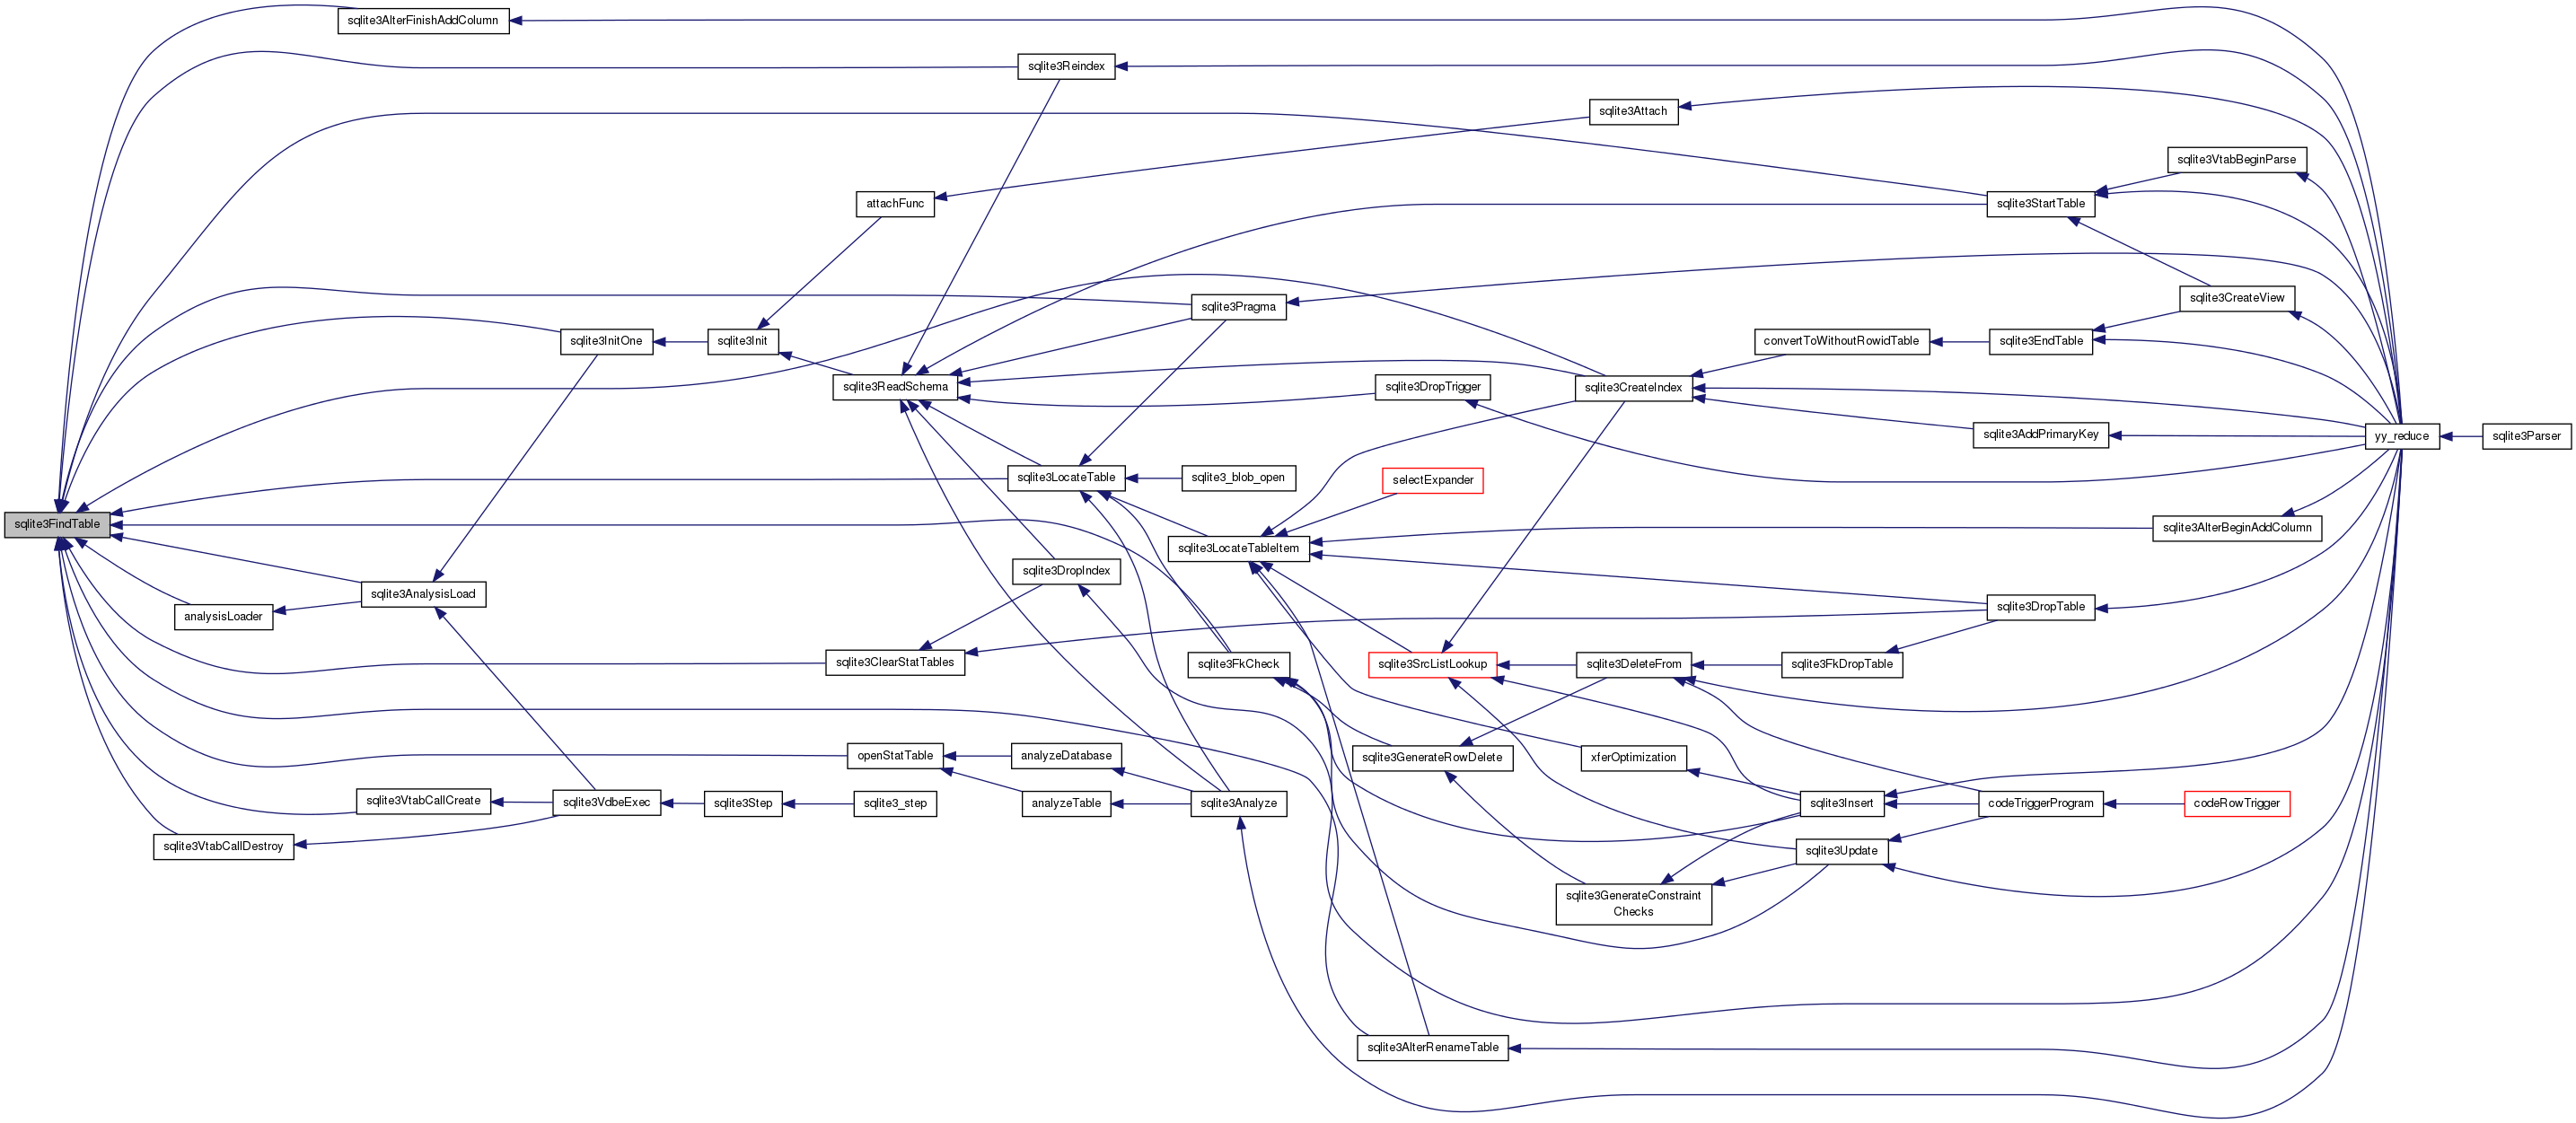 sqlite3AlterFinishAddColumn
sqlite3Reindex
sqlite3Attach
sqlite3VtabBeginParse
attachFunc
sqlite3StartTable
sqlite3Pragma
sqlite3CreateView
sqlite3InitOne
sqlite3Init
convertToWithoutRowidTable
sqlite3EndTable
sqlite3ReadSchema
sqlite3DropTrigger
sqlite3CreateIndex
sqlite3AddPrimaryKey
yy_reduce
sqlite3Parser
sqlite3LocateTable
sqlite3_blob_open
selectExpander
sqlite3FindTable
sqlite3AlterBeginAddColumn
sqlite3LocateTableItem
sqlite3DropIndex
sqlite3AnalysisLoad
analysisLoader
sqlite3DropTable
sqlite3ClearStatTables
sqlite3FkCheck
sqlite3SrcListLookup
sqlite3DeleteFrom
sqlite3FkDropTable
openStatTable
analyzeDatabase
sqlite3GenerateRowDelete
xferOptimization
sqlite3VtabCallCreate
sqlite3VdbeExec
sqlite3Step
sqlite3_step
analyzeTable
sqlite3Analyze
sqlite3Insert
codeTriggerProgram
codeRowTrigger
sqlite3VtabCallDestroy
sqlite3Update
sqlite3GenerateConstraint
Checks
sqlite3AlterRenameTable